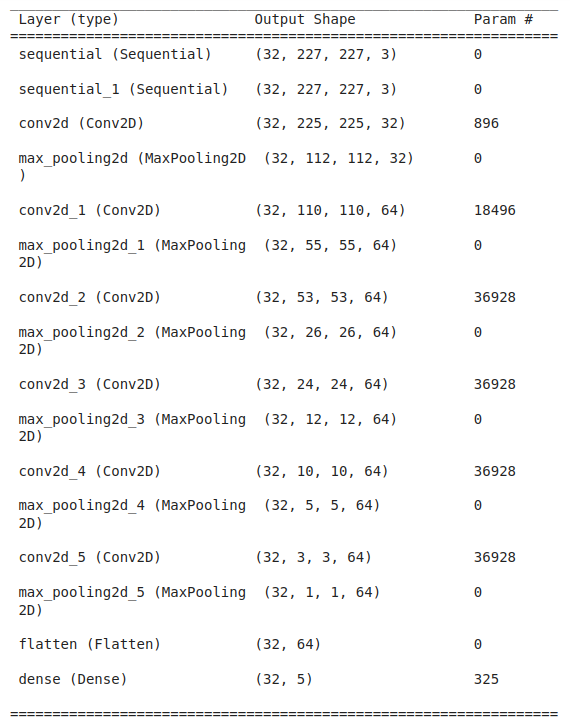 _________________________________________________________________
Layer (type)                Output Shape              Param #
=================================================================
sequential (Sequential)     (32, 227, 227, 3)         0
sequential_1 (Sequential)   (32, 227, 227, 3)         0
conv2d (Conv2D)             (32, 225, 225, 32)        896
max_pooling2d (MaxPooling2D  (32, 112, 112, 32)       0
)
conv2d_1 (Conv2D)           (32, 110, 110, 64)        18496
max_pooling2d_1 (MaxPooling  (32, 55, 55, 64)         0
2D)
conv2d_2 (Conv2D)           (32, 53, 53, 64)          36928
max_pooling2d_2 (MaxPooling  (32, 26, 26, 64)         0
2D)
conv2d_3 (Conv2D)           (32, 24, 24, 64)          36928
max_pooling2d_3 (MaxPooling  (32, 12, 12, 64)         0
2D)
conv2d_4 (Conv2D)           (32, 10, 10, 64)          36928
max_pooling2d_4 (MaxPooling  (32, 5, 5, 64)           0
2D)
conv2d_5 (Conv2D)           (32, 3, 3, 64)            36928
max_pooling2d_5 (MaxPooling  (32, 1, 1, 64)           0
2D)
flatten (Flatten)           (32, 64)                  0
dense (Dense)               (32, 5)                   325
=================================================================